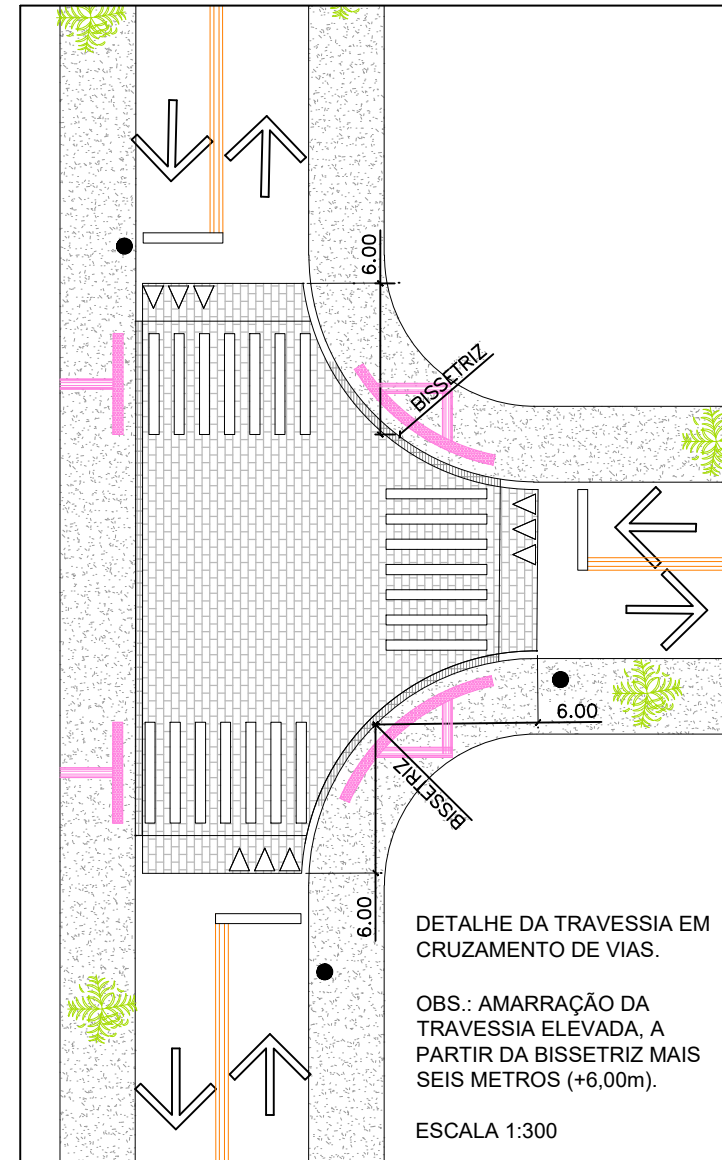 6.00
BISSETRIZ
6.00
BISSETRIZ
6.00
DETALHE DA TRAVESSIA EM
CRUZAMENTO DE VIAS.
OBS.: AMARRAÇÃO DA
TRAVESSIA ELEVADA, A
PARTIR DA BISSETRIZ MAIS
SEIS METROS (+6,00m).
ESCALA 1:300